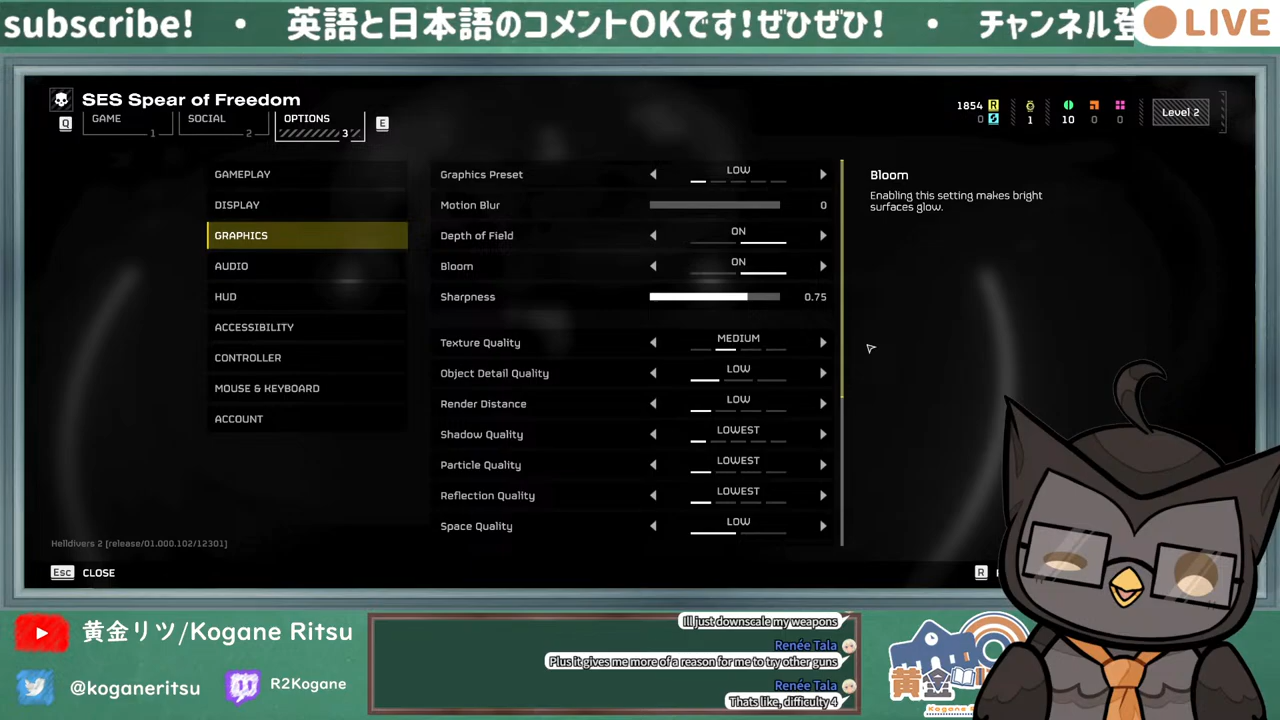 subscribe! • 英語と日本語のコメントOKです!ぜひぜひ! • チャンネル登
LIVE
SES Spear of Freedom
Q
GAME 1
SOCIAL 2
OPTIONS 3
E
1854 R
0 S
1
10
0
0
Level 2
GAMEPLAY
DISPLAY
GRAPHICS
AUDIO
HUD
ACCESSIBILITY
CONTROLLER
MOUSE & KEYBOARD
ACCOUNT
Graphics Preset LOW
Motion Blur 0
Depth of Field ON
Bloom ON
Sharpness 0.75
Texture Quality MEDIUM
Object Detail Quality LOW
Render Distance LOW
Shadow Quality LOWEST
Particle Quality LOWEST
Reflection Quality LOWEST
Space Quality LOW
Bloom
Enabling this setting makes bright
surfaces glow.
Helldivers 2 [release/01.000.102/12301]
Esc CLOSE
R
黄金リツ/Kogane Ritsu
@koganeritsu
R2Kogane
Ill just downscale my weapons
Renée Tala
Plus it gives me more of a reason for me to try other guns
Renée Tala
Thats like, difficulty 4
黄金